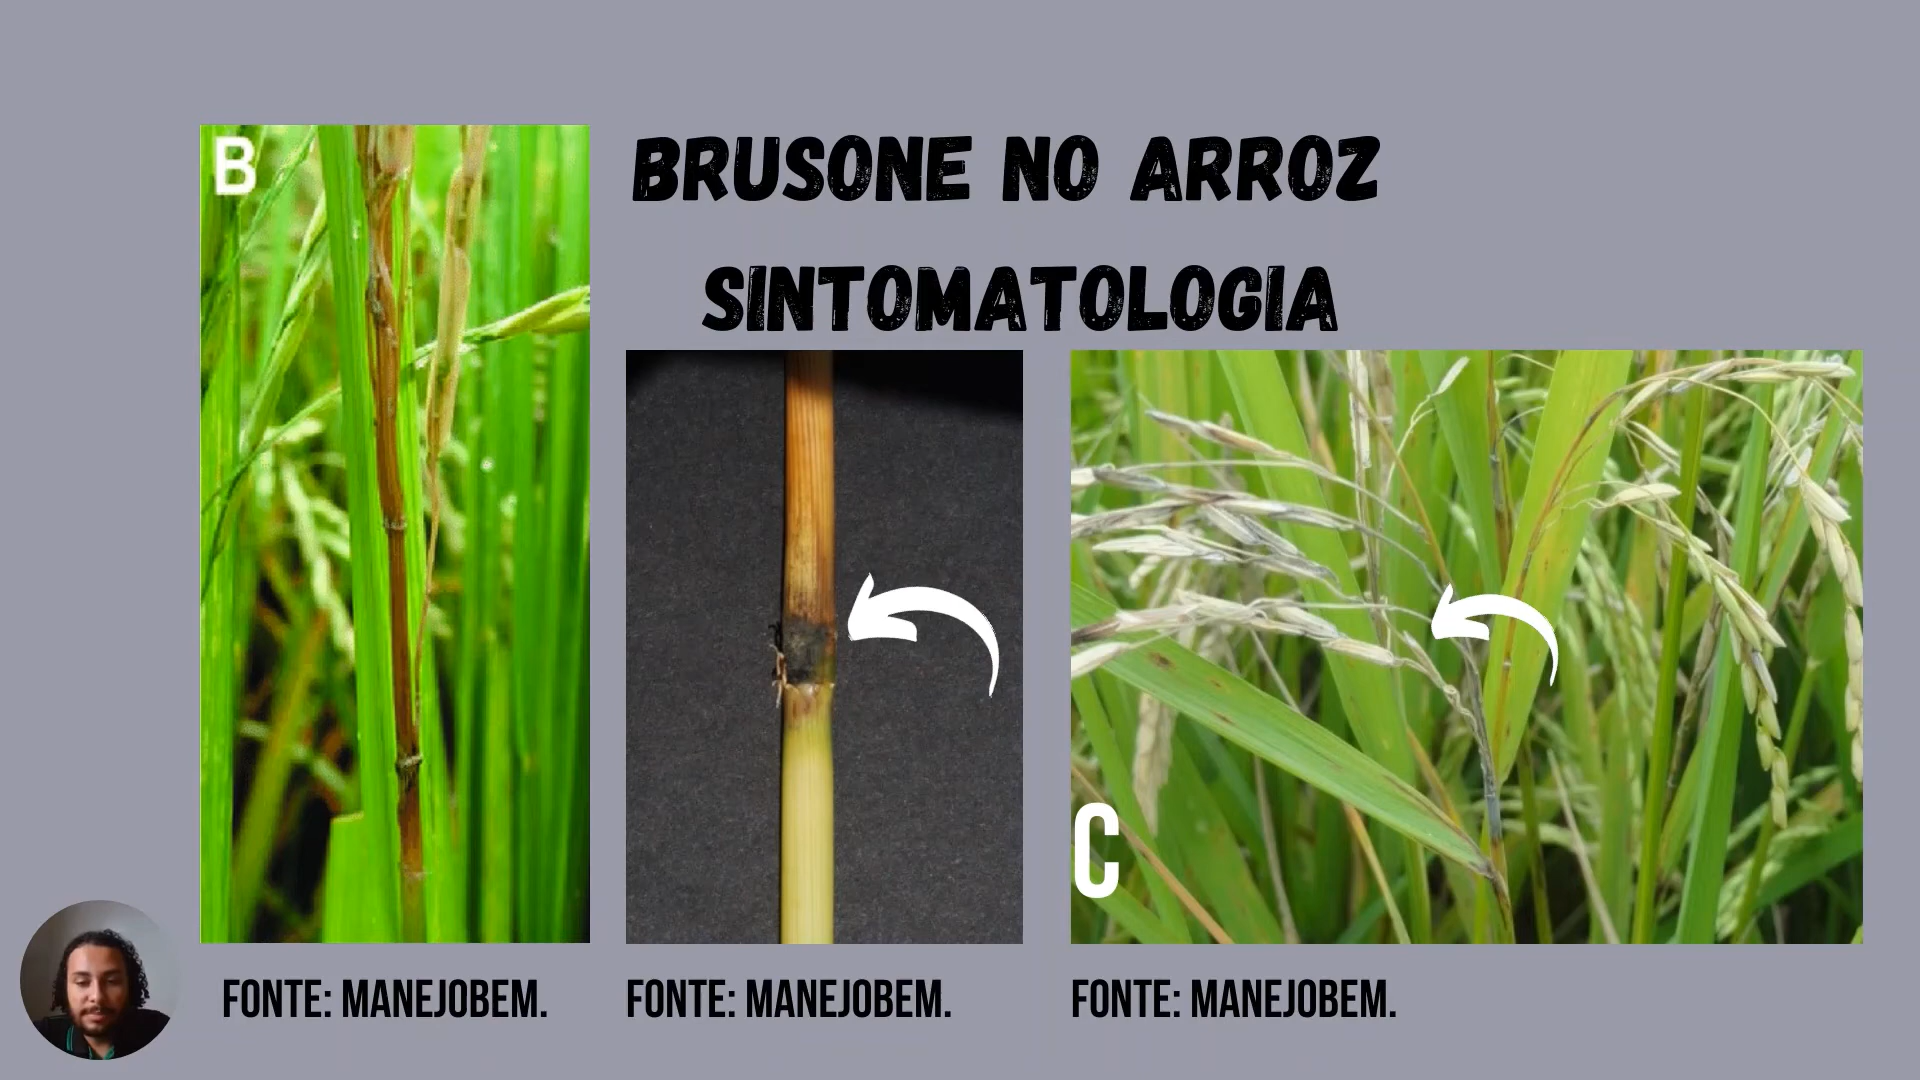 B
BRUSONE NO ARROZ
SINTOMATOLOGIA
C
FONTE: MANEJOBEM.
FONTE: MANEJOBEM.
FONTE: MANEJOBEM.